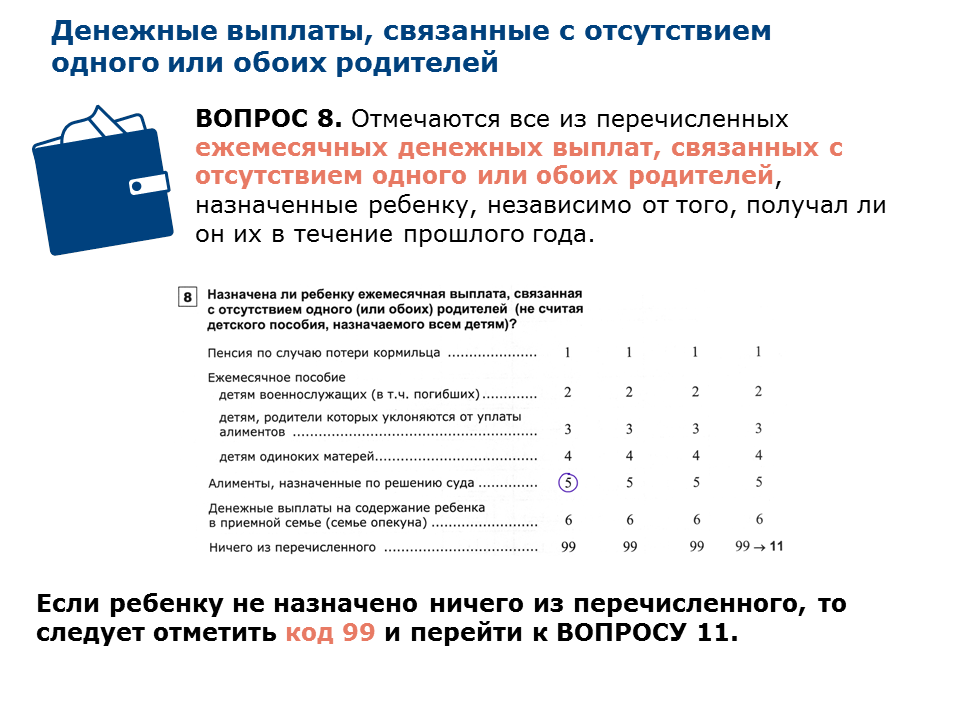 Денежные выплаты, связанные с отсутствием
одного или обоих родителей
ВОПРОС 8. Отмечаются все из перечисленных
ежемесячных денежных выплат, связанных с
отсутствием одного или обоих родителей,
назначенные ребенку, независимо от того, получал ли
он их в течение прошлого года.
8 Назначена ли ребенку ежемесячная выплата, связанная
с отсутствием одного (или обоих) родителей (не считая
детского пособия, назначаемого всем детям)?
Пенсия по случаю потери кормильца ..................... 1 1 1 1
Ежемесячное пособие
детям военнослужащих (в т.ч. погибших)............. 2 2 2 2
детям, родители которых уклоняются от уплаты
алиментов ......................................................... 3 3 3 3
детям одиноких матерей...................................... 4 4 4 4
Алименты, назначенные по решению суда .............. 5 5 5 5
Денежные выплаты на содержание ребенка
в приемной семье (семье опекуна) ......................... 6 6 6 6
Ничего из перечисленного .................................... 99 99 99 99 → 11
Если ребенку не назначено ничего из перечисленного, то
следует отметить код 99 и перейти к ВОПРОСУ 11.